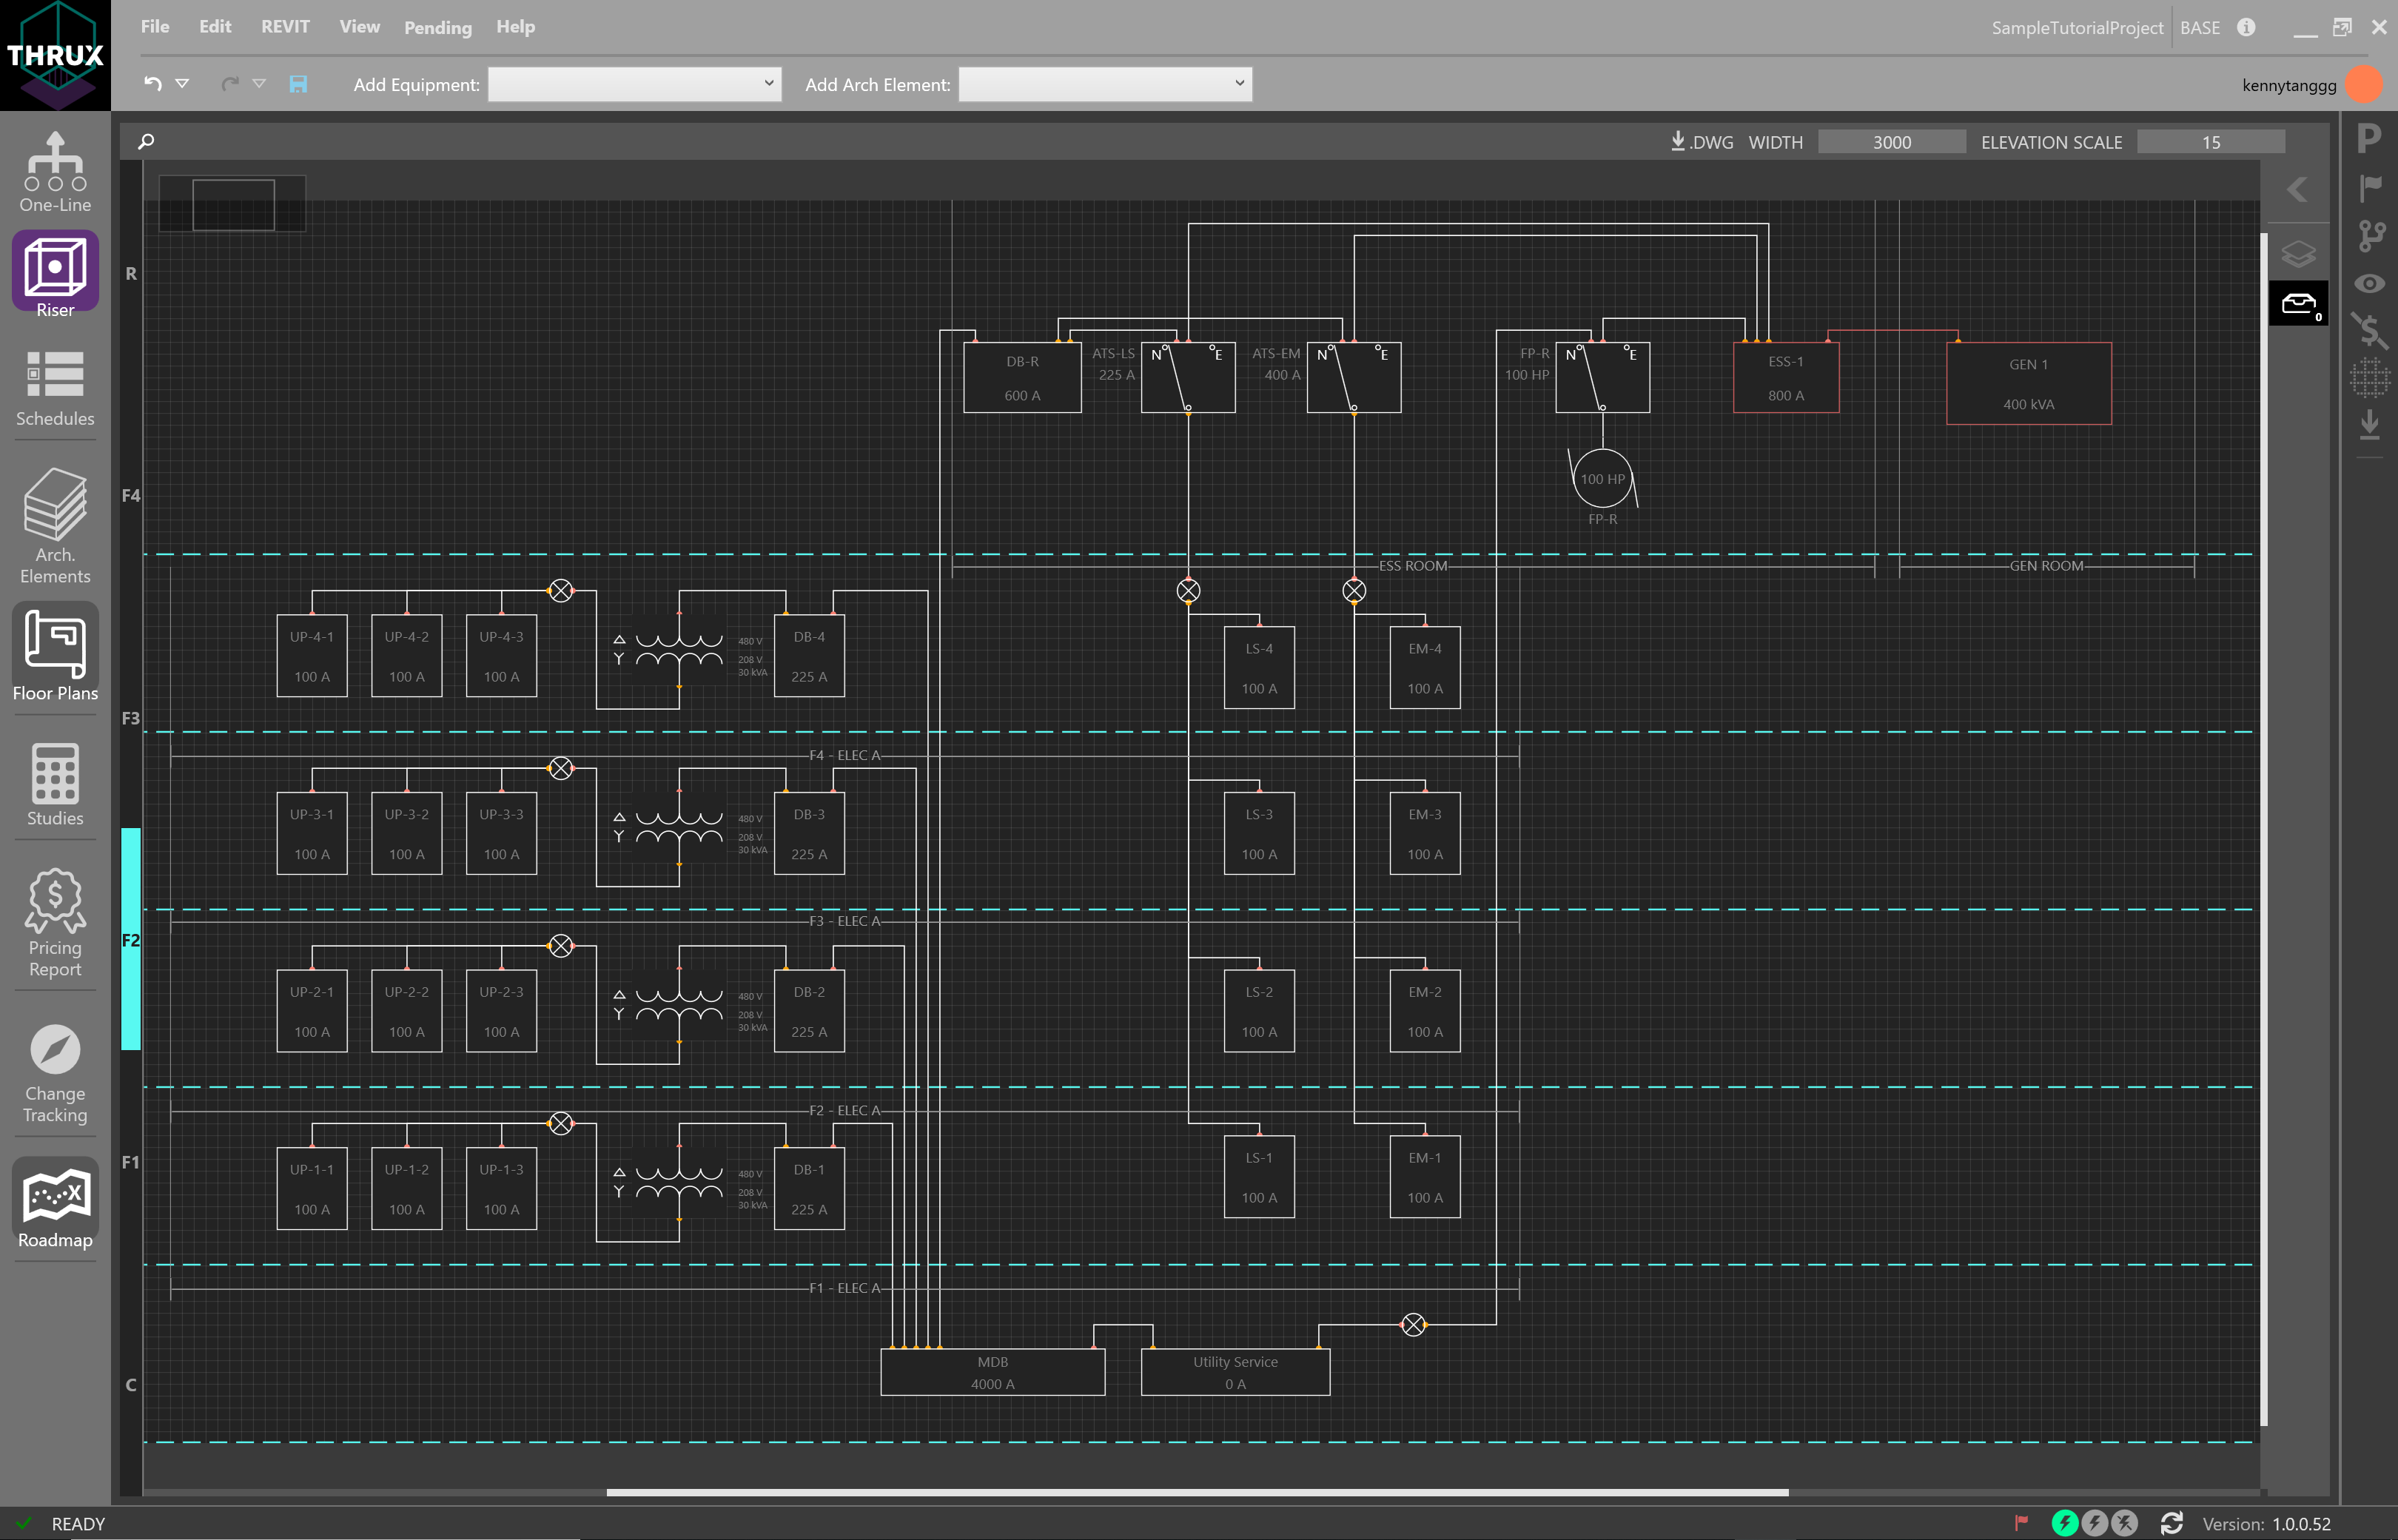 THRUX
File Edit REVIT View Pending Help
SampleTutorialProject BASE
Add Equipment: Add Arch Element:
kennytanggg
.DWG WIDTH 3000 ELEVATION SCALE 15
One-Line
Riser
Schedules
Arch.
Elements
Floor Plans
Studies
Pricing
Report
Change
Tracking
Roadmap
P
0
R
F4
F3
F2
F1
C
DB-R
600 A
ATS-LS
225 A
N E
ATS-EM
400 A
N E
FP-R
100 HP
N E
100 HP
FP-R
ESS-1
800 A
GEN 1
400 kVA
ESS ROOM
GEN ROOM
UP-4-1
100 A
UP-4-2
100 A
UP-4-3
100 A
Y
480 V
208 V
30 kVA
DB-4
225 A
LS-4
100 A
EM-4
100 A
F4 - ELEC A
UP-3-1
100 A
UP-3-2
100 A
UP-3-3
100 A
Y
480 V
208 V
30 kVA
DB-3
225 A
LS-3
100 A
EM-3
100 A
F3 - ELEC A
UP-2-1
100 A
UP-2-2
100 A
UP-2-3
100 A
Y
480 V
208 V
30 kVA
DB-2
225 A
LS-2
100 A
EM-2
100 A
F2 - ELEC A
UP-1-1
100 A
UP-1-2
100 A
UP-1-3
100 A
Y
480 V
208 V
30 kVA
DB-1
225 A
LS-1
100 A
EM-1
100 A
F1 - ELEC A
MDB
4000 A
Utility Service
0 A
READY
Version: 1.0.0.52